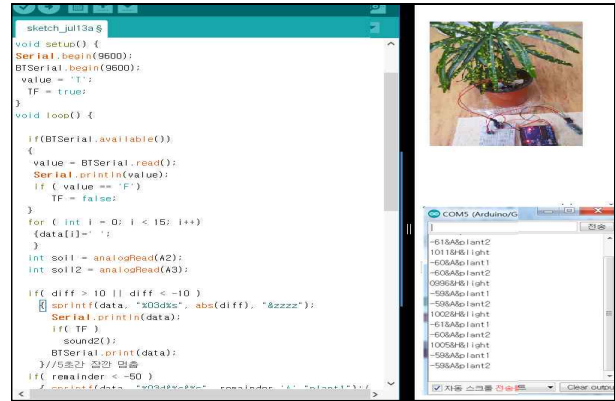 sketch_jul13a §
void setup() {
Serial.begin(9600);
BTSerial.begin(9600);
value = 'T';
TF = true;
}
void loop() {
if(BTSerial.available())
{
value = BTSerial.read();
Serial.println(value);
if ( value == 'F')
TF = false;
}
for ( int i = 0; i < 15; i++)
{data[i]=' ';
}
int soil = analogRead(A2);
int soil2 = analogRead(A3);
if( diff > 10 || diff < -10 )
{ sprintf(data, "%03d%s", abs(diff), "&zzzz");
Serial.println(data);
if( TF )
sound2();
BTSerial.print(data);
}//5초간 잠깐 멈춤
if( remainder < -50 )
COM5 (Arduino/G
전송
-61&A&plant2
1011&H&light
-60&A&plant1
-60&A&plant2
0996&H&light
-59&A&plant1
-59&A&plant2
1002&H&light
-61&A&plant1
-60&A&plant2
1005&H&light
-59&A&plant1
-59&A&plant2
자동 스크롤
Clear outpu